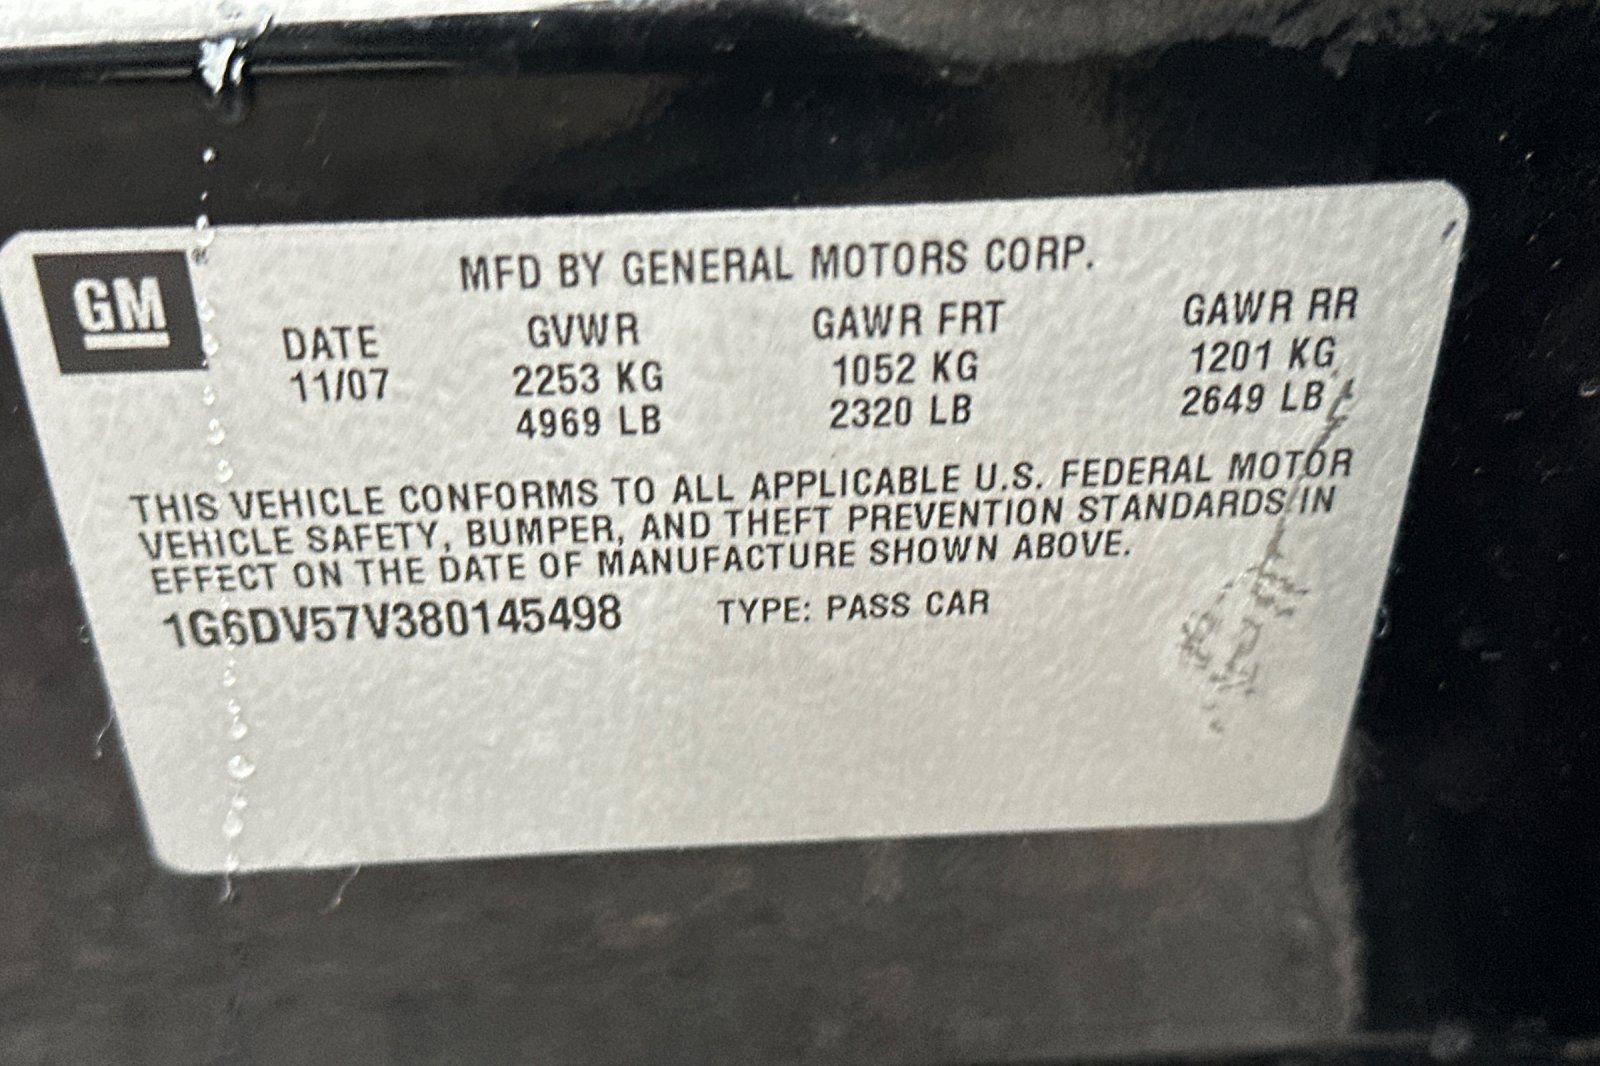 GM
MFD BY GENERAL MOTORS CORP.
DATE GVWR GAWR FRT GAWR RR
11/07 2253 KG 1052 KG 1201 KG
4969 LB 2320 LB 2649 LB
THIS VEHICLE CONFORMS TO ALL APPLICABLE U.S. FEDERAL MOTOR
VEHICLE SAFETY, BUMPER, AND THEFT PREVENTION STANDARDS IN
EFFECT ON THE DATE OF MANUFACTURE SHOWN ABOVE.
1G6DV57V380145498 TYPE: PASS CAR